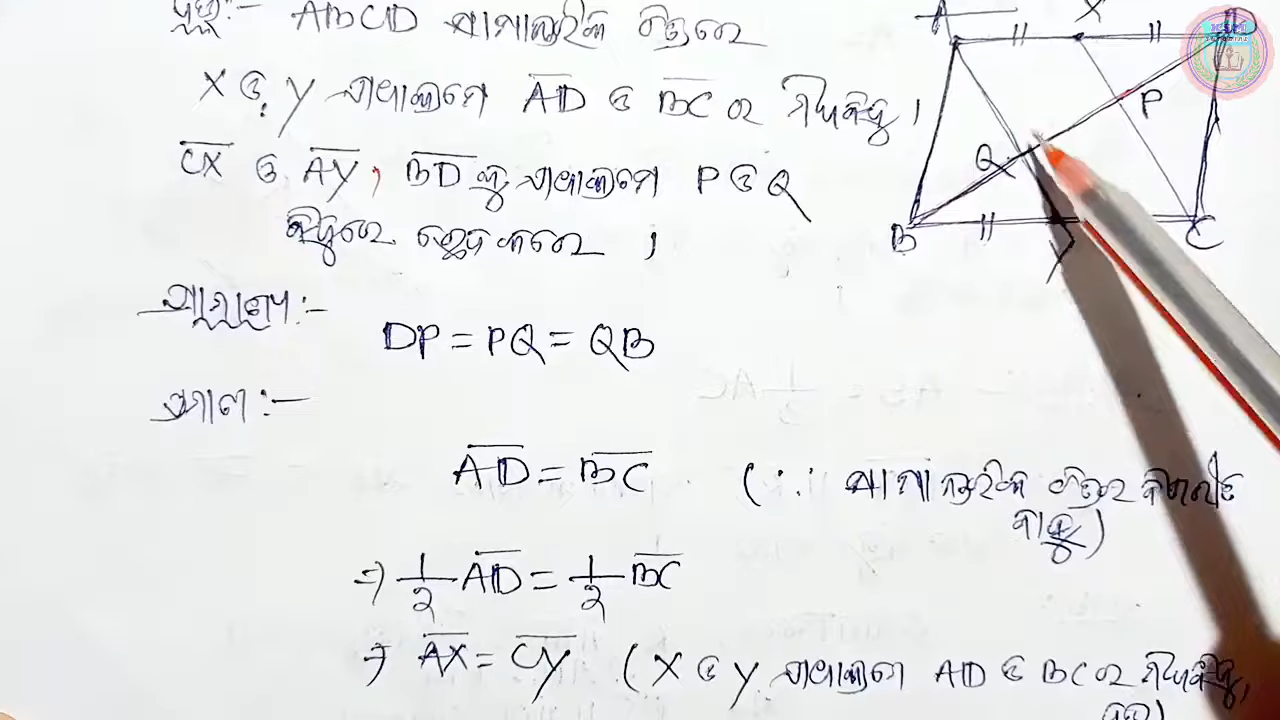 ଦତ୍ତ :- ABCD ସାମାନ୍ତରିକ ଚିତ୍ରରେ
X ଓ Y ଯଥାକ୍ରମେ AD ଓ BC ର ମଧ୍ୟବିନ୍ଦୁ ।
CX ଓ AY, BD କୁ ଯଥାକ୍ରମେ P ଓ Q
ବିନ୍ଦୁରେ ଛେଦ କରେ ।
ପ୍ରାମାଣ୍ୟ :-
DP = PQ = QB
ପ୍ରମାଣ :-
AD = BC (∵ ସାମାନ୍ତରିକ ଚିତ୍ରର ବିପରୀତ
ବାହୁ)
⇒ 1/2 AD = 1/2 BC
⇒ AX = CY (X ଓ Y ଯଥାକ୍ରମେ AD ଓ BC ର ମଧ୍ୟବିନ୍ଦୁ
A X D
P
Q
B Y C